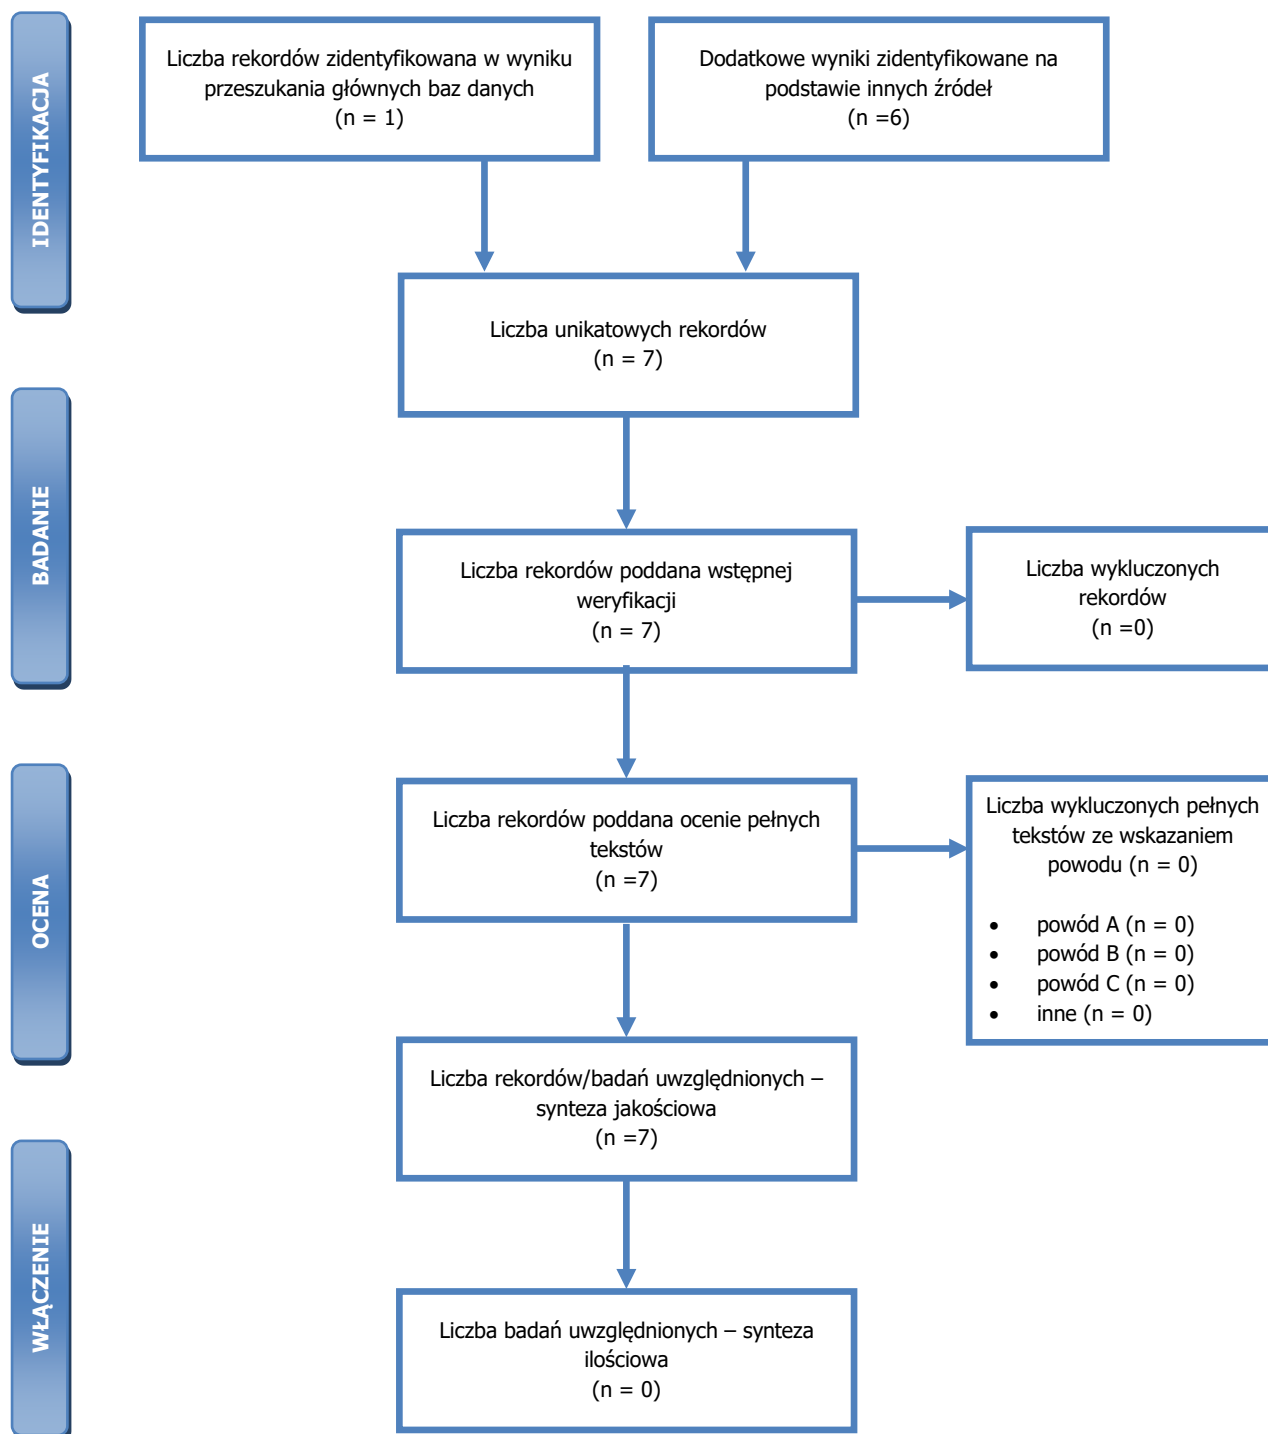 IDENTYFIKACJA
Liczba rekordów zidentyfikowana w wyniku
przeszukania głównych baz danych
(n = 1)
Dodatkowe wyniki zidentyfikowane na
podstawie innych źródeł
(n =6)
Liczba unikatowych rekordów
(n = 7)
BADANIE
Liczba rekordów poddana wstępnej
weryfikacji
(n = 7)
Liczba wykluczonych
rekordów
(n =0)
OCENA
Liczba rekordów poddana ocenie pełnych
tekstów
(n =7)
Liczba wykluczonych pełnych
tekstów ze wskazaniem
powodu (n = 0)
• powód A (n = 0)
• powód B (n = 0)
• powód C (n = 0)
• inne (n = 0)
Liczba rekordów/badań uwzględnionych –
synteza jakościowa
(n =7)
WŁĄCZENIE
Liczba badań uwzględnionych – synteza
ilościowa
(n = 0)